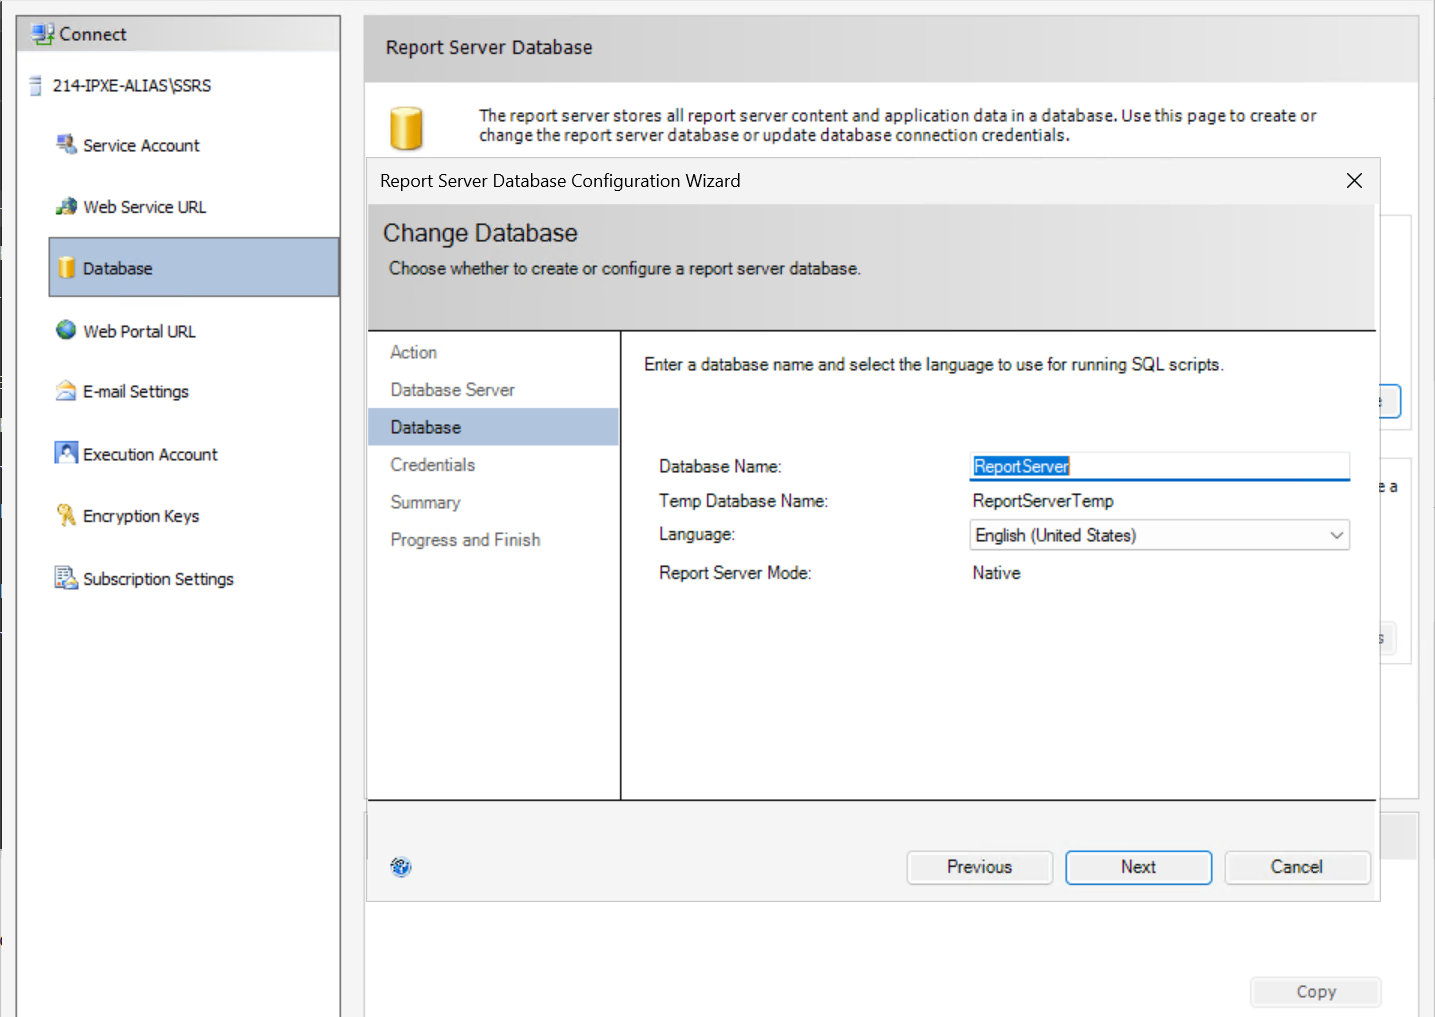 Connect
214-IPXE-ALIAS\SSRS
Service Account
Web Service URL
Database
Web Portal URL
E-mail Settings
Execution Account
Encryption Keys
Subscription Settings
Report Server Database
The report server stores all report server content and application data in a database. Use this page to create or
change the report server database or update database connection credentials.
Report Server Database Configuration Wizard
Change Database
Choose whether to create or configure a report server database.
Action
Database Server
Database
Credentials
Summary
Progress and Finish
Enter a database name and select the language to use for running SQL scripts.
Database Name: ReportServer
Temp Database Name: ReportServerTemp
Language: English (United States)
Report Server Mode: Native
e a
Previous Next Cancel
Copy